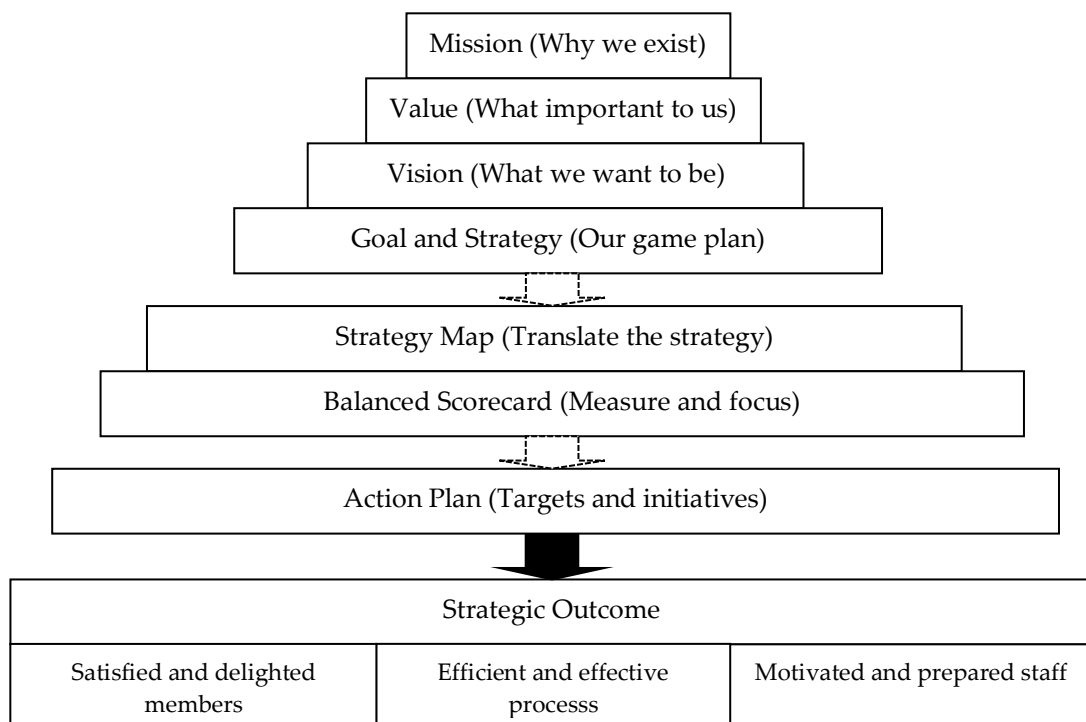 Mission (Why we exist)
Value (What important to us)
Vision (What we want to be)
Goal and Strategy (Our game plan)
Strategy Map (Translate the strategy)
Balanced Scorecard (Measure and focus)
Action Plan (Targets and initiatives)
Strategic Outcome
Satisfied and delighted
members
Efficient and effective
processs
Motivated and prepared staff